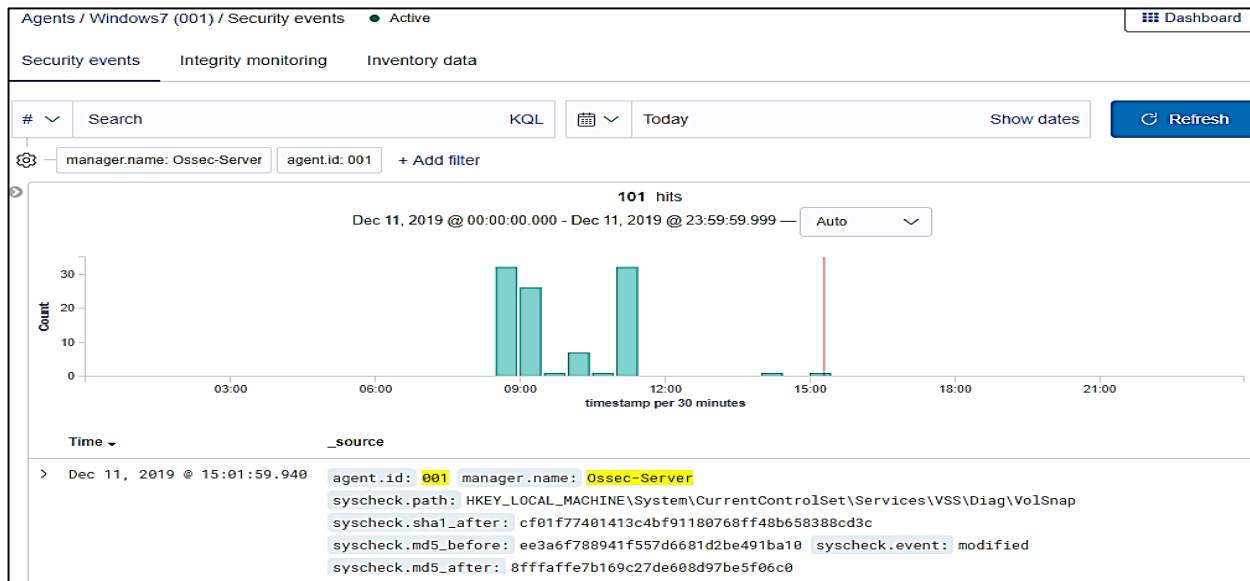 Agents / Windows7 (001) / Security events Active Dashboard
Security events Integrity monitoring Inventory data
# Search KQL Today Show dates Refresh
manager.name: Ossec-Server agent.id: 001 + Add filter
101 hits
Dec 11, 2019 @ 00:00:00.000 - Dec 11, 2019 @ 23:59:59.999 — Auto
30
20
10
0
Count
03:00 06:00 09:00 12:00 15:00 18:00 21:00
timestamp per 30 minutes
Time _source
Dec 11, 2019 @ 15:01:59.940 agent.id: 001 manager.name: Ossec-Server
syscheck.path: HKEY_LOCAL_MACHINE\System\CurrentControlSet\Services\VSS\Diag\VolSnap
syscheck.sha1_after: cf01f77401413c4bf91180768ff48b658388cd3c
syscheck.md5_before: ee3a6f788941f557d6681d2be491ba10 syscheck.event: modified
syscheck.md5_after: 8fffaffe7b169c27de608d97be5f06c0